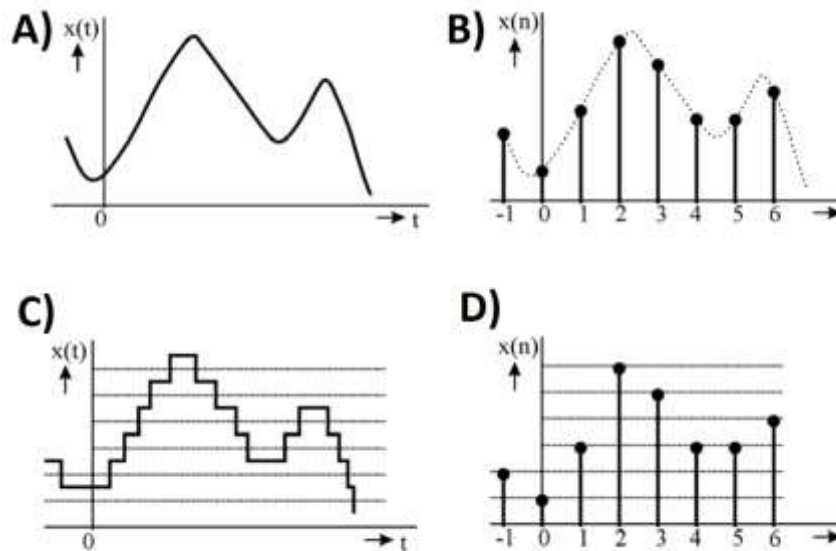 A) x(t)
0 t
B) x(n)
-1 0 1 2 3 4 5 6
C) x(t)
0 t
D) x(n)
-1 0 1 2 3 4 5 6